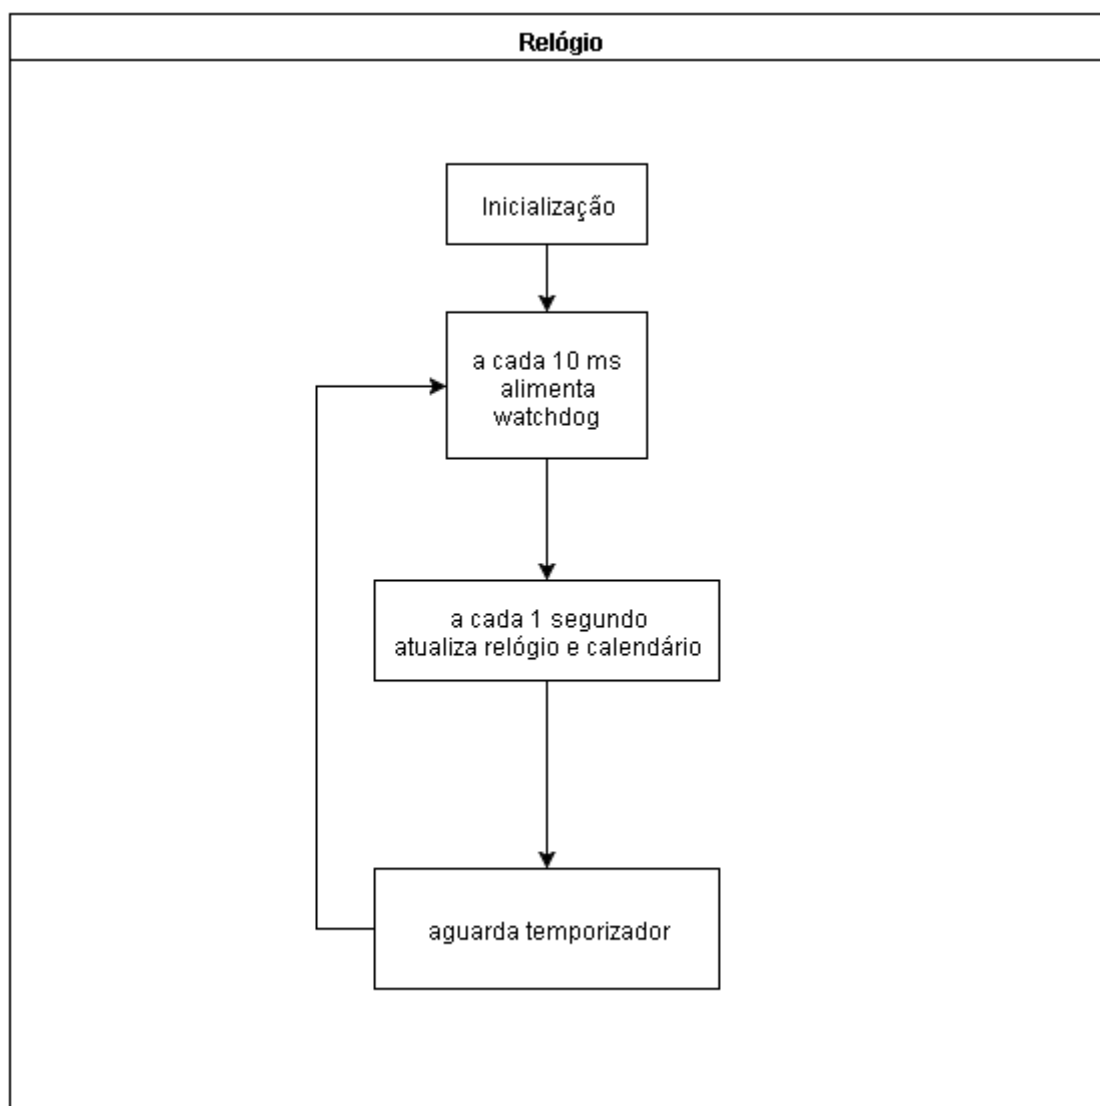 Relógio
Inicialização
a cada 10 ms
alimenta
watchdog
a cada 1 segundo
atualiza relógio e calendário
aguarda temporizador